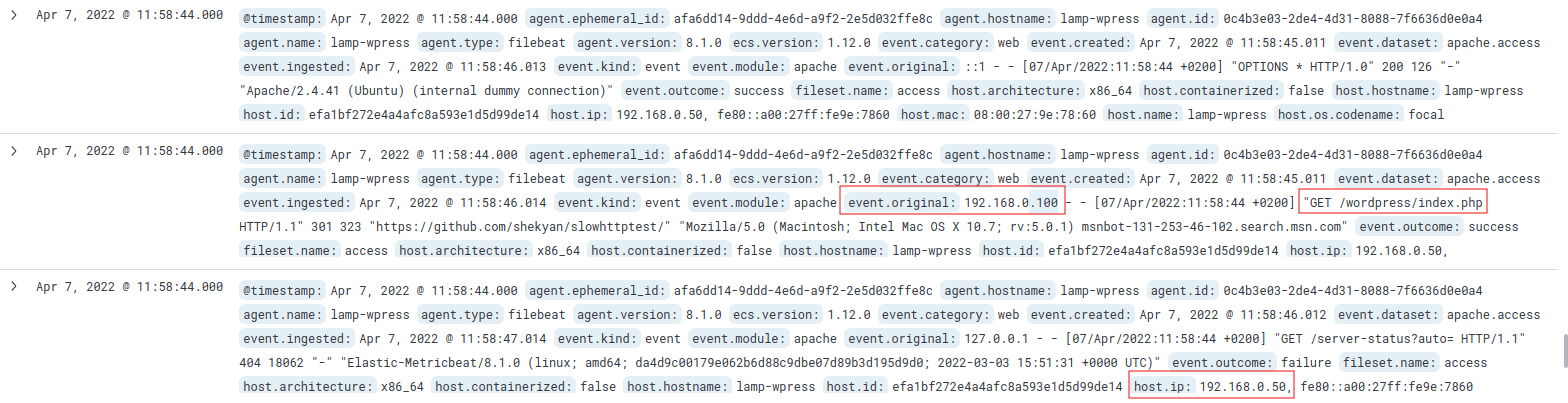 Apr 7, 2022 @ 11:58:44.000 @timestamp: Apr 7, 2022 @ 11:58:44.000 agent.ephemeral_id: afa6dd14-9ddd-4e6d-a9f2-2e5d032ffe8c agent.hostname: lamp-wpress agent.id: 0c4b3e03-2de4-4d31-8088-7f6636d0e0a4
agent.name: lamp-wpress agent.type: filebeat agent.version: 8.1.0 ecs.version: 1.12.0 event.category: web event.created: Apr 7, 2022 @ 11:58:45.011 event.dataset: apache.access
event.ingested: Apr 7, 2022 @ 11:58:46.013 event.kind: event event.module: apache event.original: ::1 - - [07/Apr/2022:11:58:44 +0200] "OPTIONS * HTTP/1.0" 200 126 "-"
"Apache/2.4.41 (Ubuntu) (internal dummy connection)" event.outcome: success fileset.name: access host.architecture: x86_64 host.containerized: false host.hostname: lamp-wpress
host.id: efa1bf272e4a4afc8a593e1d5d99de14 host.ip: 192.168.0.50, fe80::a00:27ff:fe9e:7860 host.mac: 08:00:27:9e:78:60 host.name: lamp-wpress host.os.codename: focal
Apr 7, 2022 @ 11:58:44.000 @timestamp: Apr 7, 2022 @ 11:58:44.000 agent.ephemeral_id: afa6dd14-9ddd-4e6d-a9f2-2e5d032ffe8c agent.hostname: lamp-wpress agent.id: 0c4b3e03-2de4-4d31-8088-7f6636d0e0a4
agent.name: lamp-wpress agent.type: filebeat agent.version: 8.1.0 ecs.version: 1.12.0 event.category: web event.created: Apr 7, 2022 @ 11:58:45.011 event.dataset: apache.access
event.ingested: Apr 7, 2022 @ 11:58:46.014 event.kind: event event.module: apache event.original: 192.168.0.100 - - [07/Apr/2022:11:58:44 +0200] "GET /wordpress/index.php
HTTP/1.1" 301 323 "https://github.com/shekyan/slowhttptest/" "Mozilla/5.0 (Macintosh; Intel Mac OS X 10.7; rv:5.0.1) msnbot-131-253-46-102.search.msn.com" event.outcome: success
fileset.name: access host.architecture: x86_64 host.containerized: false host.hostname: lamp-wpress host.id: efa1bf272e4a4afc8a593e1d5d99de14 host.ip: 192.168.0.50,
Apr 7, 2022 @ 11:58:44.000 @timestamp: Apr 7, 2022 @ 11:58:44.000 agent.ephemeral_id: afa6dd14-9ddd-4e6d-a9f2-2e5d032ffe8c agent.hostname: lamp-wpress agent.id: 0c4b3e03-2de4-4d31-8088-7f6636d0e0a4
agent.name: lamp-wpress agent.type: filebeat agent.version: 8.1.0 ecs.version: 1.12.0 event.category: web event.created: Apr 7, 2022 @ 11:58:46.012 event.dataset: apache.access
event.ingested: Apr 7, 2022 @ 11:58:47.014 event.kind: event event.module: apache event.original: 127.0.0.1 - - [07/Apr/2022:11:58:44 +0200] "GET /server-status?auto= HTTP/1.1"
404 18062 "-" "Elastic-Metricbeat/8.1.0 (linux; amd64; da4d9c00179e062b6d88c9dbe07d89b3d195d9d0; 2022-03-03 15:51:31 +0000 UTC)" event.outcome: failure fileset.name: access
host.architecture: x86_64 host.containerized: false host.hostname: lamp-wpress host.id: efa1bf272e4a4afc8a593e1d5d99de14 host.ip: 192.168.0.50, fe80::a00:27ff:fe9e:7860